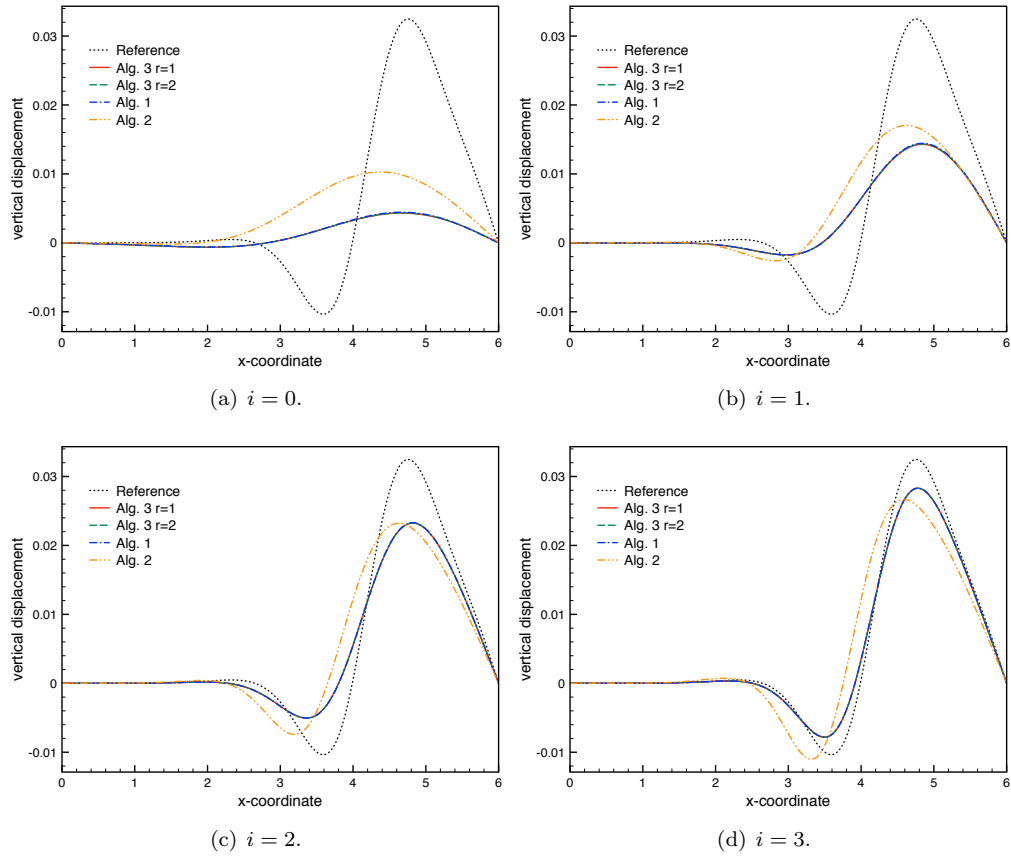 0.03
0.02
0.01
0
-0.01
vertical displacement
Reference
Alg. 3 r=1
Alg. 3 r=2
Alg. 1
Alg. 2
0 1 2 3 4 5 6
x-coordinate
(a) i = 0.
0.03
0.02
0.01
0
-0.01
vertical displacement
Reference
Alg. 3 r=1
Alg. 3 r=2
Alg. 1
Alg. 2
0 1 2 3 4 5 6
x-coordinate
(b) i = 1.
0.03
0.02
0.01
0
-0.01
vertical displacement
Reference
Alg. 3 r=1
Alg. 3 r=2
Alg. 1
Alg. 2
0 1 2 3 4 5 6
x-coordinate
(c) i = 2.
0.03
0.02
0.01
0
-0.01
vertical displacement
Reference
Alg. 3 r=1
Alg. 3 r=2
Alg. 1
Alg. 2
0 1 2 3 4 5 6
x-coordinate
(d) i = 3.